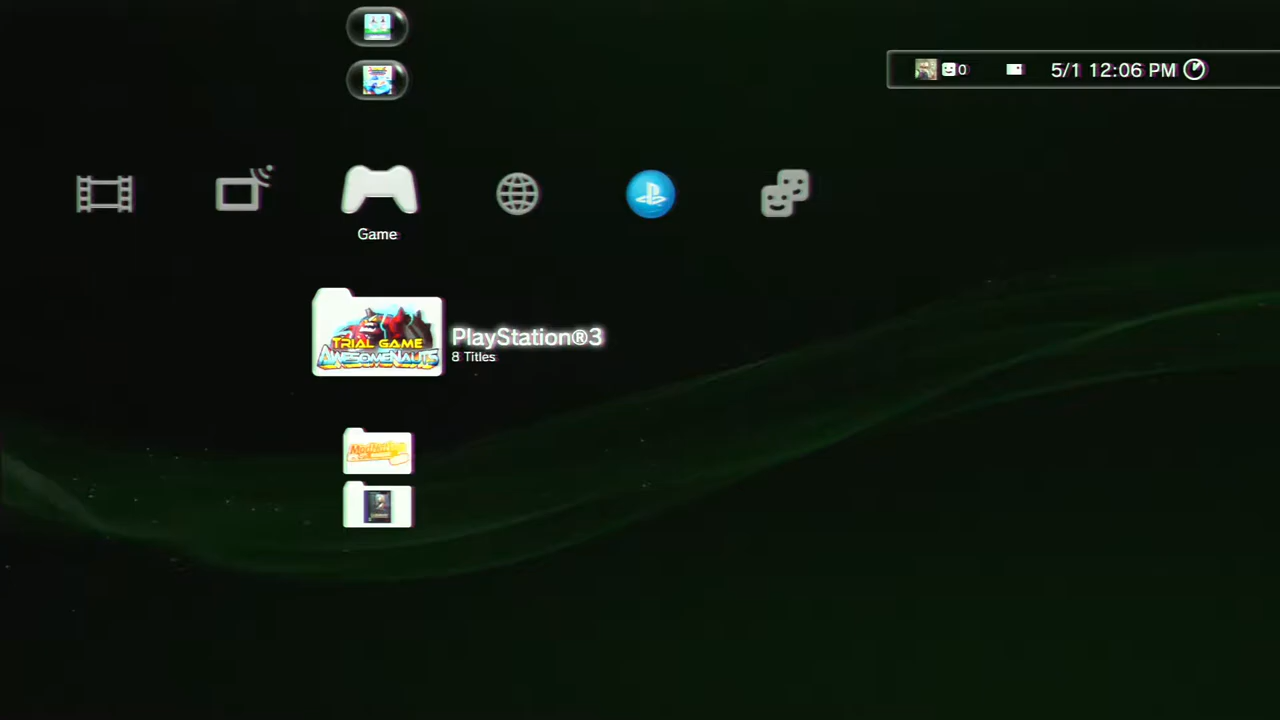 0
5/1 12:06 PM
Game
TRIAL GAME
AWESOMENAUTS
PlayStation®3
8 Titles